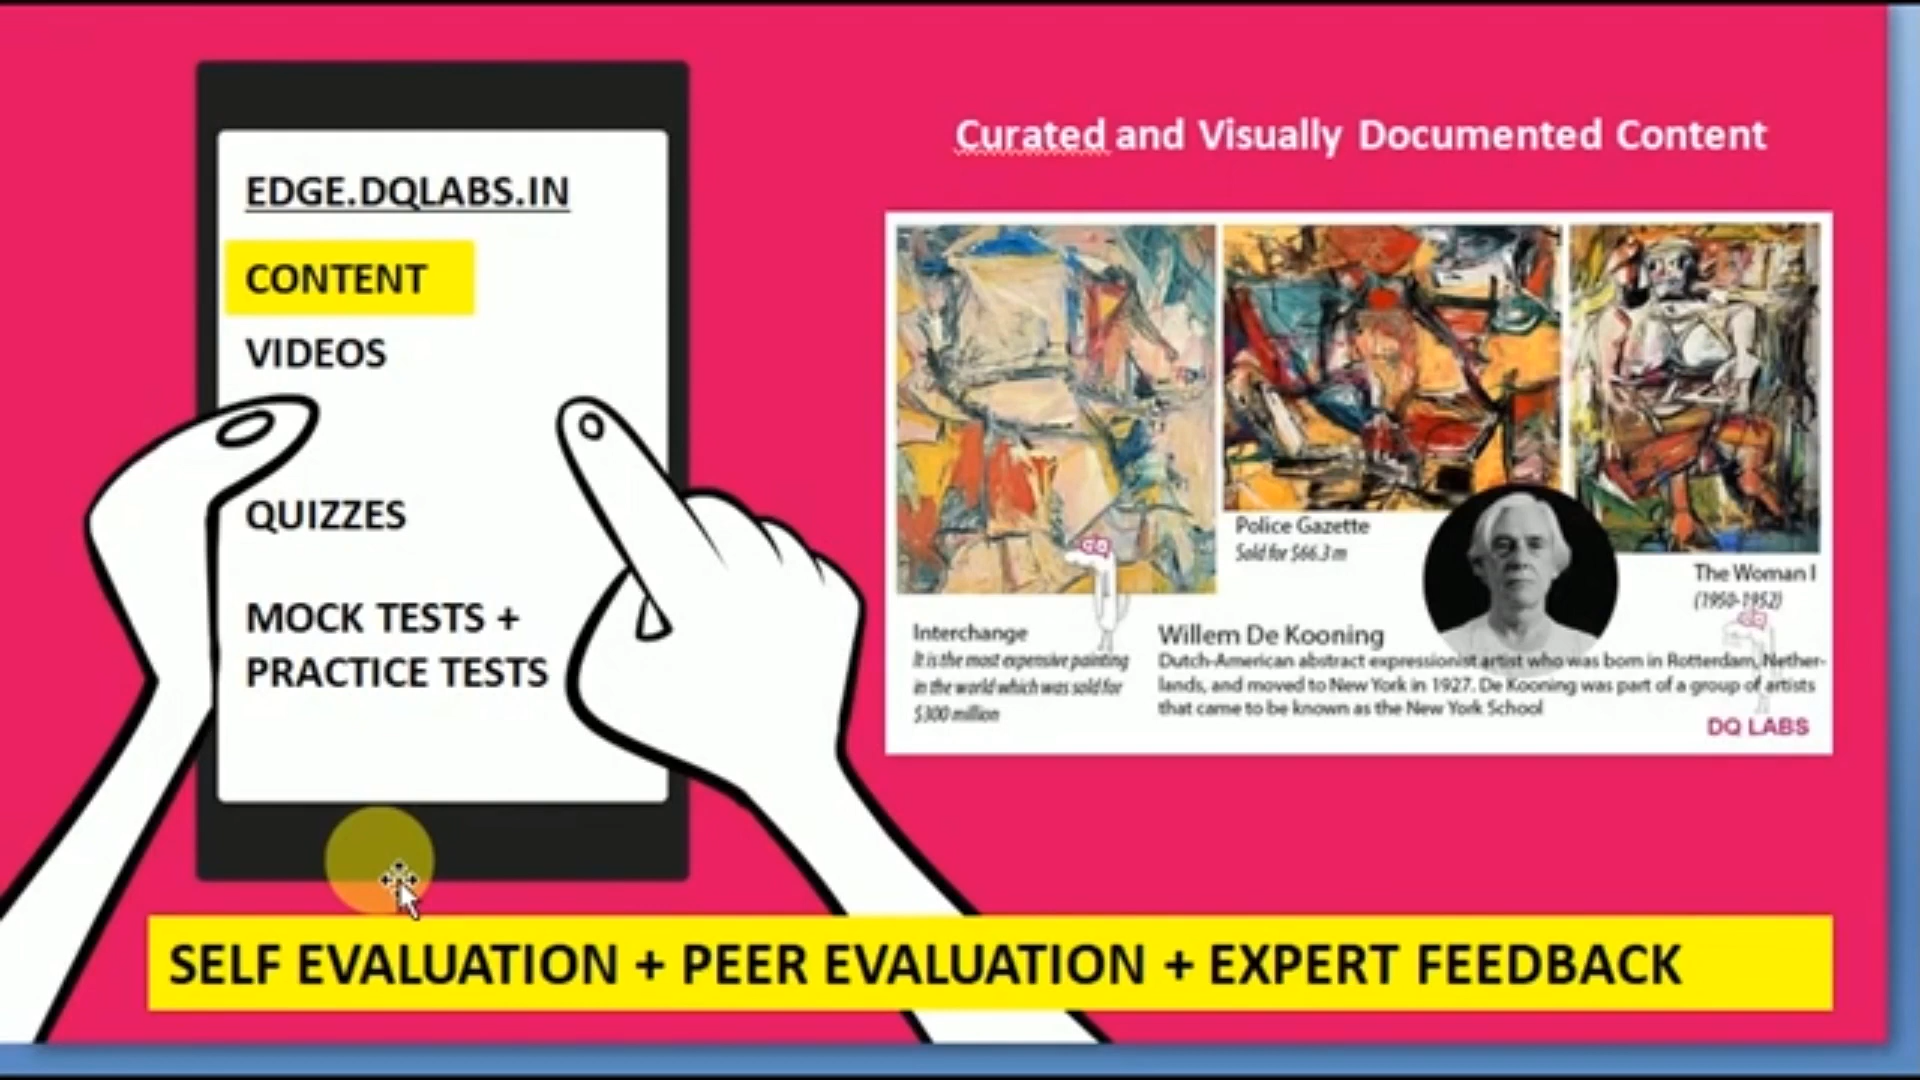 EDGE.DQLABS.IN
CONTENT
VIDEOS
QUIZZES
MOCK TESTS +
PRACTICE TESTS
Curated and Visually Documented Content
Police Gazette
Sold for $66.3 m
The Woman I
(1950-1952)
Interchange
It is the most expensive painting
in the world which was sold for
$300 million
Willem De Kooning
Dutch-American abstract expressionist artist who was born in Rotterdam, Nether-
lands, and moved to New York in 1927. De Kooning was part of a group of artists
that came to be known as the New York School
DQ LABS
SELF EVALUATION + PEER EVALUATION + EXPERT FEEDBACK